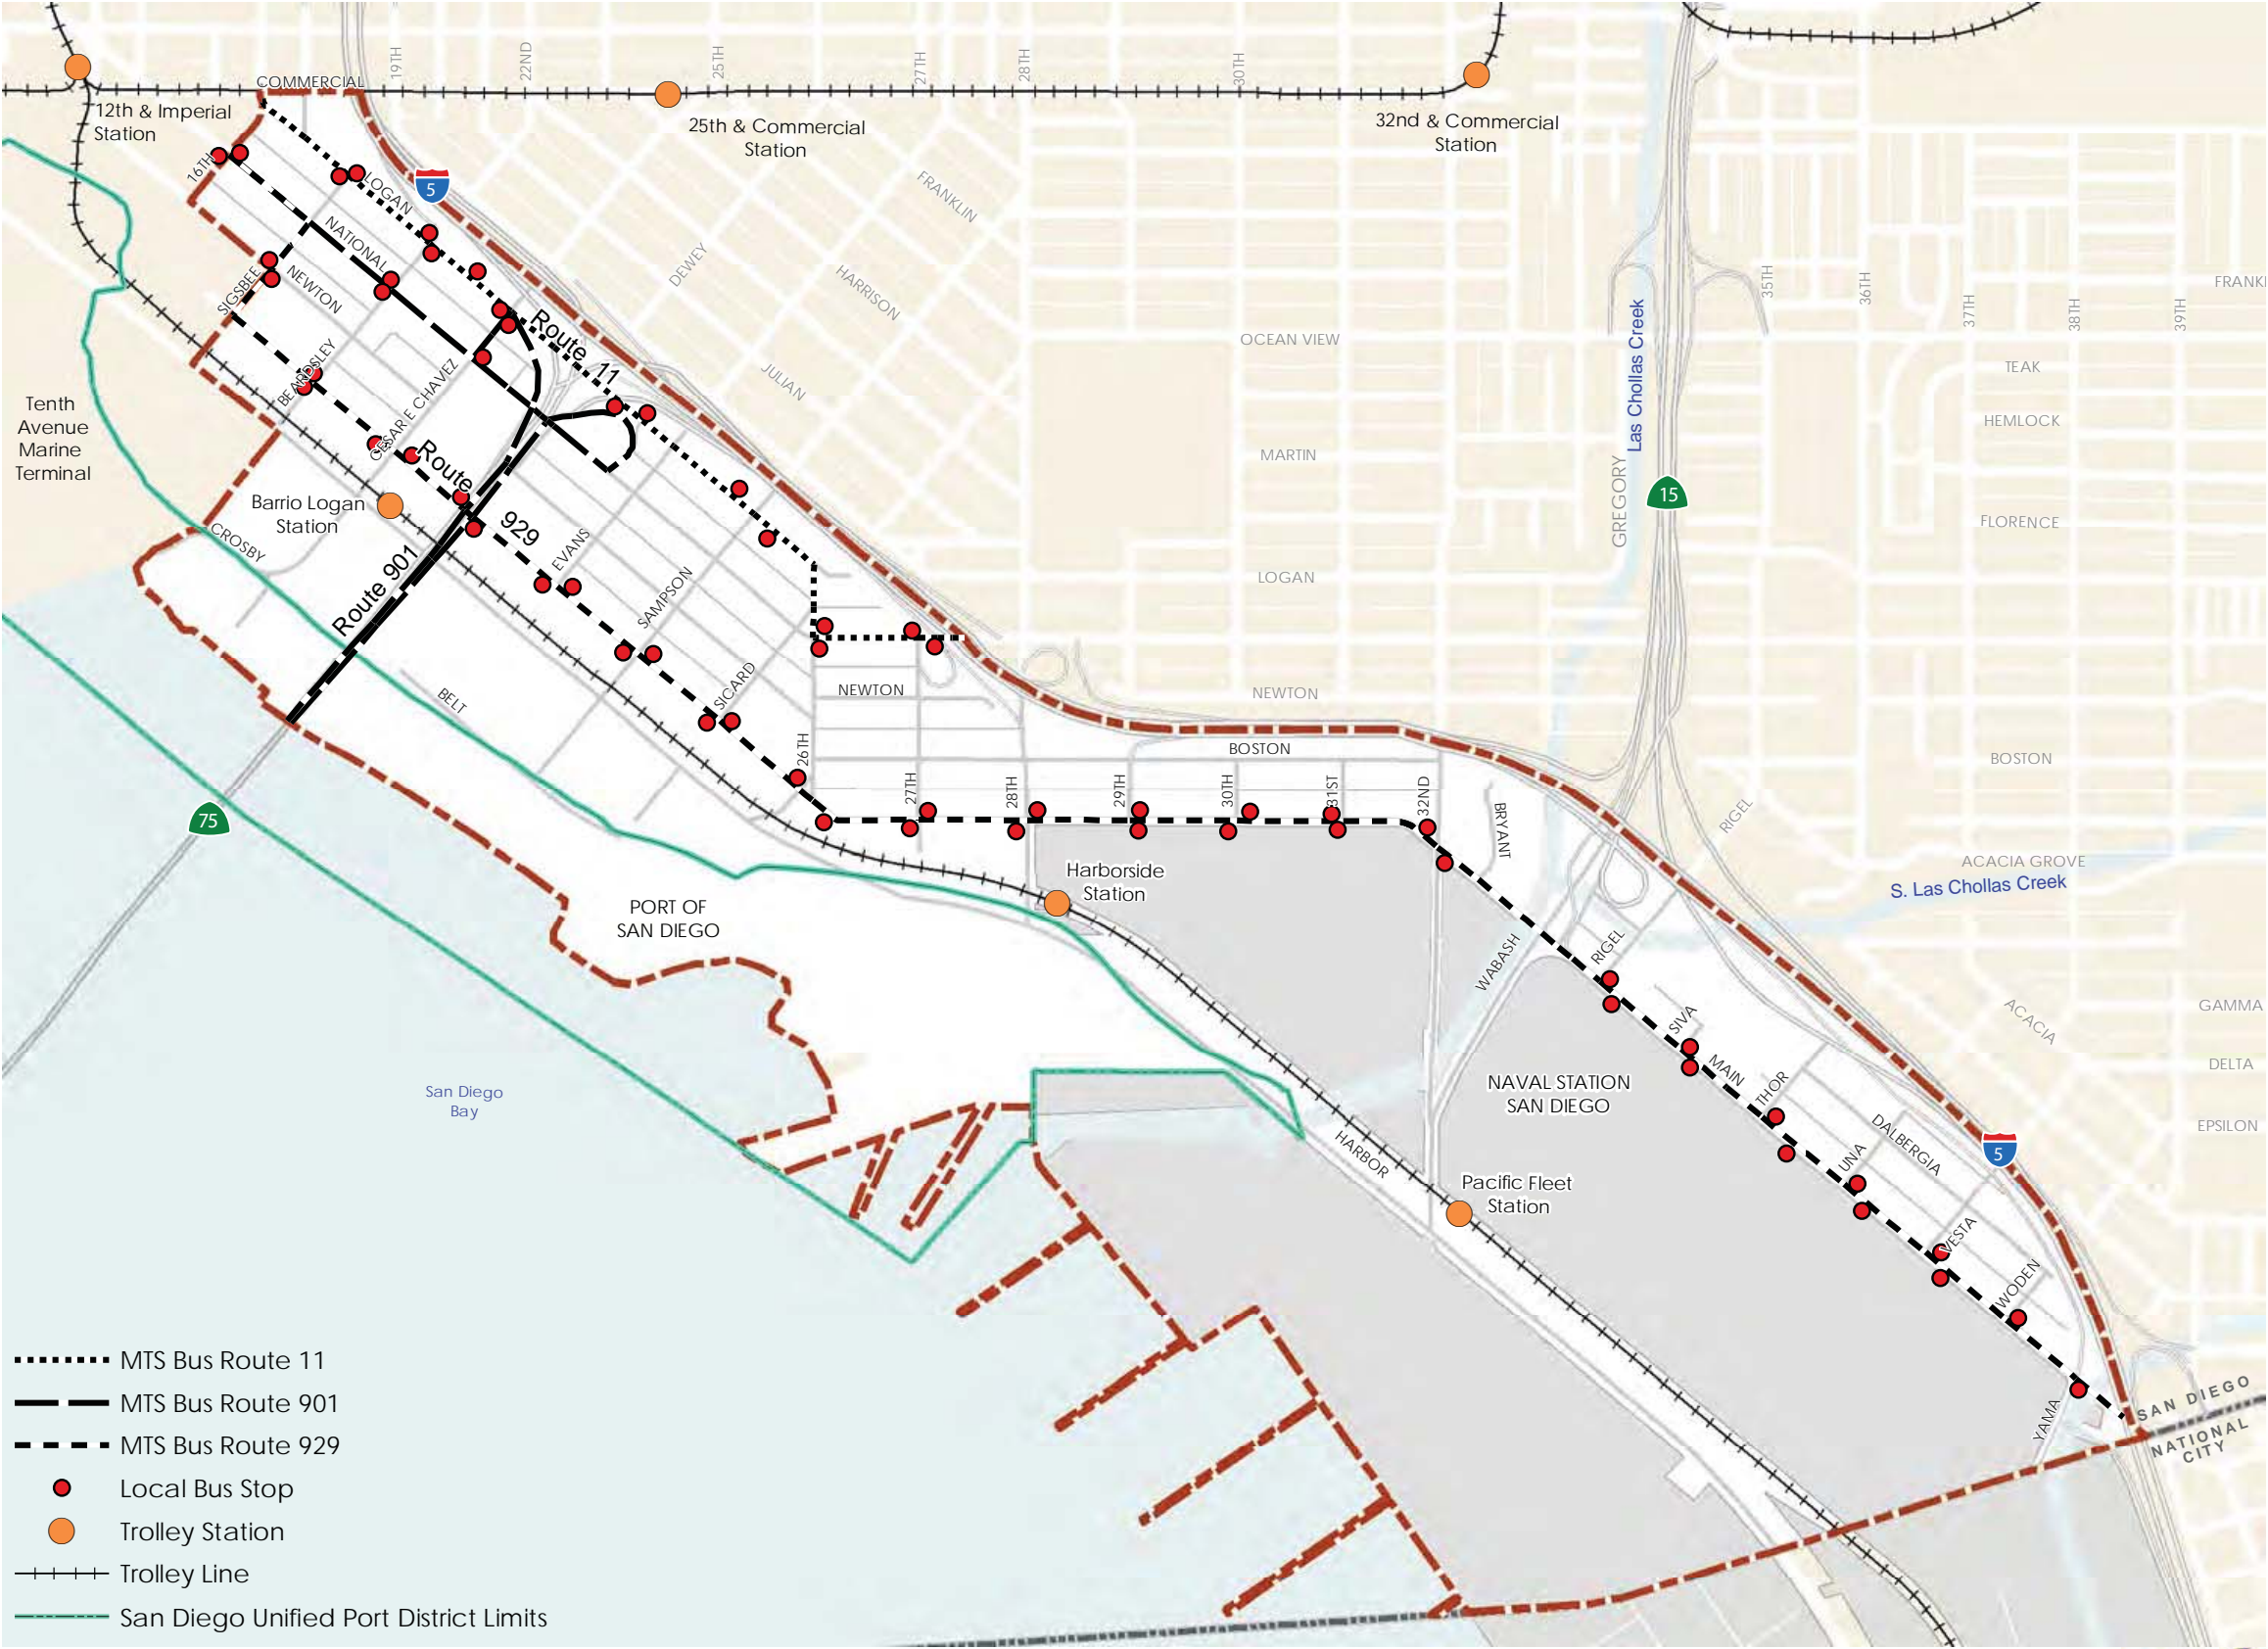 COMMERCIAL
19TH
22ND
25TH
27TH
28TH
30TH
12th & Imperial
Station
25th & Commercial
Station
32nd & Commercial
Station
16TH
LOGAN
5
FRANKLIN
DEWEY
HARRISON
JULIAN
NATIONAL
NEWTON
SIGSBEE
BEARDSLEY
CESAR E CHAVEZ
Route 11
OCEAN VIEW
MARTIN
LOGAN
NEWTON
Las Chollas Creek
GREGORY
15
35TH
36TH
37TH
38TH
39TH
TEAK
HEMLOCK
FLORENCE
BOSTON
Tenth
Avenue
Marine
Terminal
Barrio Logan
Station
CROSBY
Route 929
EVANS
SAMPSON
SICARD
Route 901
BELT
26TH
NEWTON
BOSTON
27TH
28TH
29TH
30TH
31ST
32ND
BRYANT
RIGEL
ACACIA GROVE
S. Las Chollas Creek
75
Harborside
Station
PORT OF
SAN DIEGO
WABASH
RIGEL
SIVA
MAIN
THOR
UNA
DALBERGIA
VESTA
WODEN
YAMA
ACACIA
GAMMA
DELTA
EPSILON
5
San Diego
Bay
NAVAL STATION
SAN DIEGO
HARBOR
Pacific Fleet
Station
SAN DIEGO
NATIONAL
CITY
MTS Bus Route 11
MTS Bus Route 901
MTS Bus Route 929
Local Bus Stop
Trolley Station
Trolley Line
San Diego Unified Port District Limits